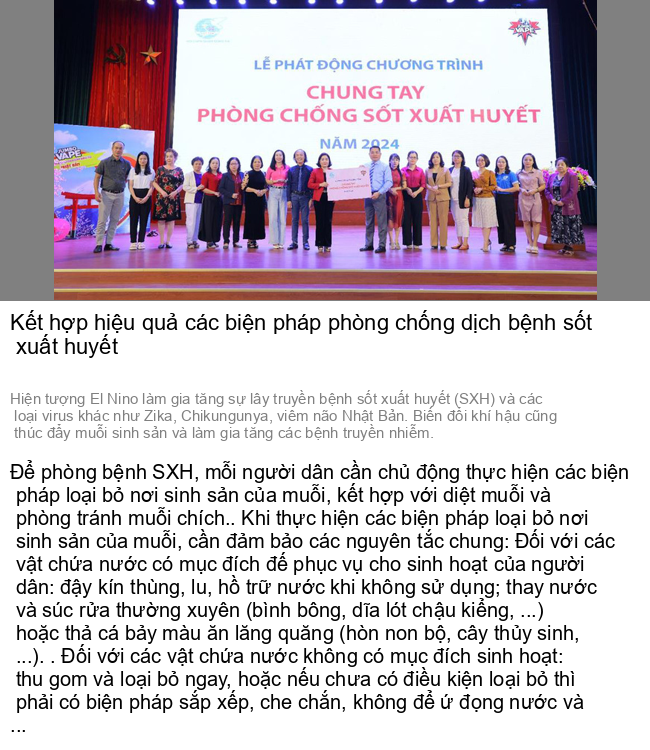 JUMBO
VAPE
LỄ PHÁT ĐỘNG CHƯƠNG TRÌNH
CHUNG TAY
PHÒNG CHỐNG SỐT XUẤT HUYẾT
NĂM 2024
JUMBO
VAPE
Kết hợp hiệu quả các biện pháp phòng chống dịch bệnh sốt
xuất huyết
Hiện tượng El Nino làm gia tăng sự lây truyền bệnh sốt xuất huyết (SXH) và các
loại virus khác như Zika, Chikungunya, viêm não Nhật Bản. Biến đổi khí hậu cũng
thúc đẩy muỗi sinh sản và làm gia tăng các bệnh truyền nhiễm.
Để phòng bệnh SXH, mỗi người dân cần chủ động thực hiện các biện
pháp loại bỏ nơi sinh sản của muỗi, kết hợp với diệt muỗi và
phòng tránh muỗi chích.. Khi thực hiện các biện pháp loại bỏ nơi
sinh sản của muỗi, cần đảm bảo các nguyên tắc chung: Đối với các
vật chứa nước có mục đích để phục vụ cho sinh hoạt của người
dân: đậy kín thùng, lu, hồ trữ nước khi không sử dụng; thay nước
và súc rửa thường xuyên (bình bông, dĩa lót chậu kiểng, ...)
hoặc thả cá bảy màu ăn lăng quăng (hòn non bộ, cây thủy sinh,
...). . Đối với các vật chứa nước không có mục đích sinh hoạt:
thu gom và loại bỏ ngay, hoặc nếu chưa có điều kiện loại bỏ thì
phải có biện pháp sắp xếp, che chắn, không để ứ đọng nước và
...